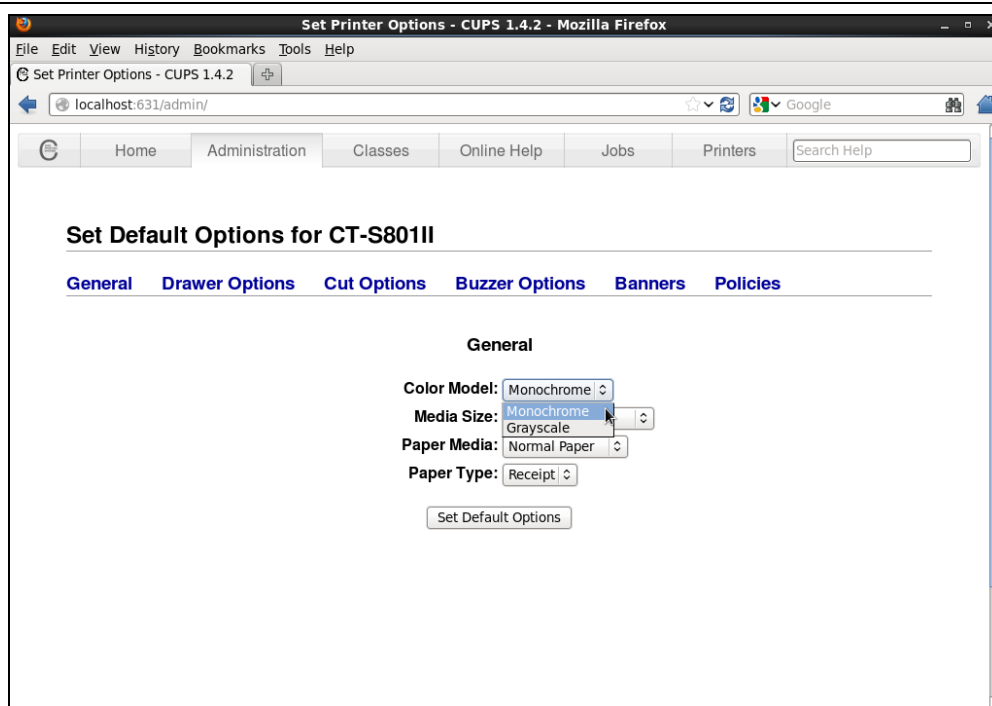 Set Printer Options - CUPS 1.4.2 - Mozilla Firefox
File Edit View History Bookmarks Tools Help
Set Printer Options - CUPS 1.4.2
localhost:631/admin/
Google
Home Administration Classes Online Help Jobs Printers Search Help
Set Default Options for CT-S801II
General Drawer Options Cut Options Buzzer Options Banners Policies
General
Color Model: Monochrome
Monochrome
Grayscale
Media Size:
Paper Media: Normal Paper
Paper Type: Receipt
Set Default Options